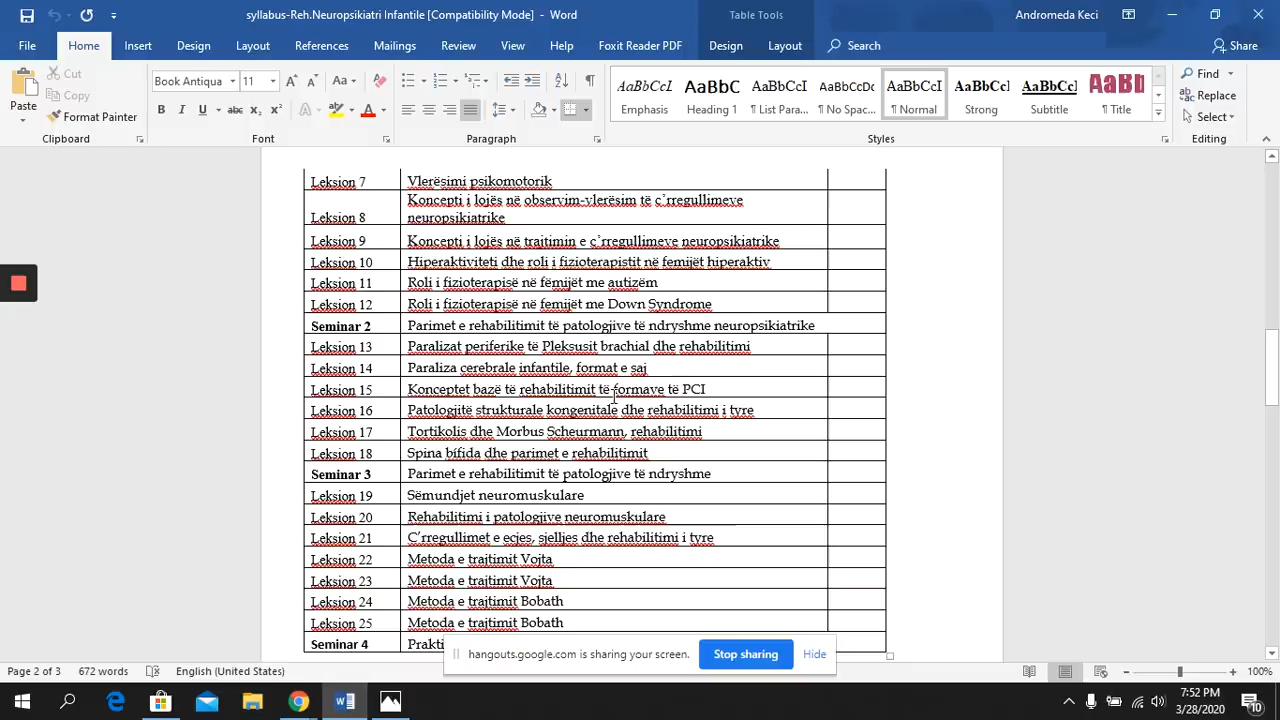 syllabus-Reh.Neuropsikiatri Infantile [Compatibility Mode] - Word
Table Tools
Andromeda Keci
File Home Insert Design Layout References Mailings Review View Help Foxit Reader PDF Design Layout Search Share
Paste
Cut
Copy
Format Painter
Clipboard
Book Antiqua 11
Font
Paragraph
AaBbCcI AaBbC AaBbCcI AaBbCcDc AaBbCcI AaBbCcI AaBbCcI AaBb
Emphasis Heading 1 ¶ List Para... ¶ No Spac... ¶ Normal Strong Subtitle ¶ Title
Styles
Find
Replace
Select
Editing
Leksion 7 Vlerësimi psikomotorik
Leksion 8 Koncepti i lojës në observim-vlerësim të c'rregullimeve
neuropsikiatrike
Leksion 9 Koncepti i lojës në trajtimin e c'rregullimeve neuropsikiatrike
Leksion 10 Hiperaktiviteti dhe roli i fizioterapistit në femijët hiperaktiv
Leksion 11 Roli i fizioterapisë në fëmijët me autizëm
Leksion 12 Roli i fizioterapisë në femijët me Down Syndrome
Seminar 2 Parimet e rehabilitimit të patologjive të ndryshme neuropsikiatrike
Leksion 13 Paralizat periferike të Pleksusit brachial dhe rehabilitimi
Leksion 14 Paraliza cerebrale infantile, format e saj
Leksion 15 Konceptet bazë të rehabilitimit të formave të PCI
Leksion 16 Patologjitë strukturale kongenitale dhe rehabilitimi i tyre
Leksion 17 Tortikolis dhe Morbus Scheurmann, rehabilitimi
Leksion 18 Spina bifida dhe parimet e rehabilitimit
Seminar 3 Parimet e rehabilitimit të patologjive të ndryshme
Leksion 19 Sëmundjet neuromuskulare
Leksion 20 Rehabilitimi i patologjive neuromuskulare
Leksion 21 C'rregullimet e ecjes, sjelljes dhe rehabilitimi i tyre
Leksion 22 Metoda e trajtimit Vojta
Leksion 23 Metoda e trajtimit Vojta
Leksion 24 Metoda e trajtimit Bobath
Leksion 25 Metoda e trajtimit Bobath
Seminar 4
hangouts.google.com is sharing your screen. Stop sharing Hide
Page 2 of 3 672 words English (United States) 100%
7:52 PM
3/28/2020
10